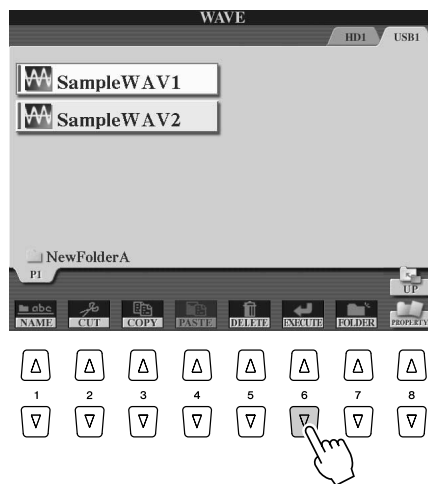 WAVE
HD1 USB1
SampleWAV1
SampleWAV2
NewFolderA
P1
UP
abc
NAME CUT COPY PASTE DELETE EXECUTE FOLDER PROPERTY
1 2 3 4 5 6 7 8